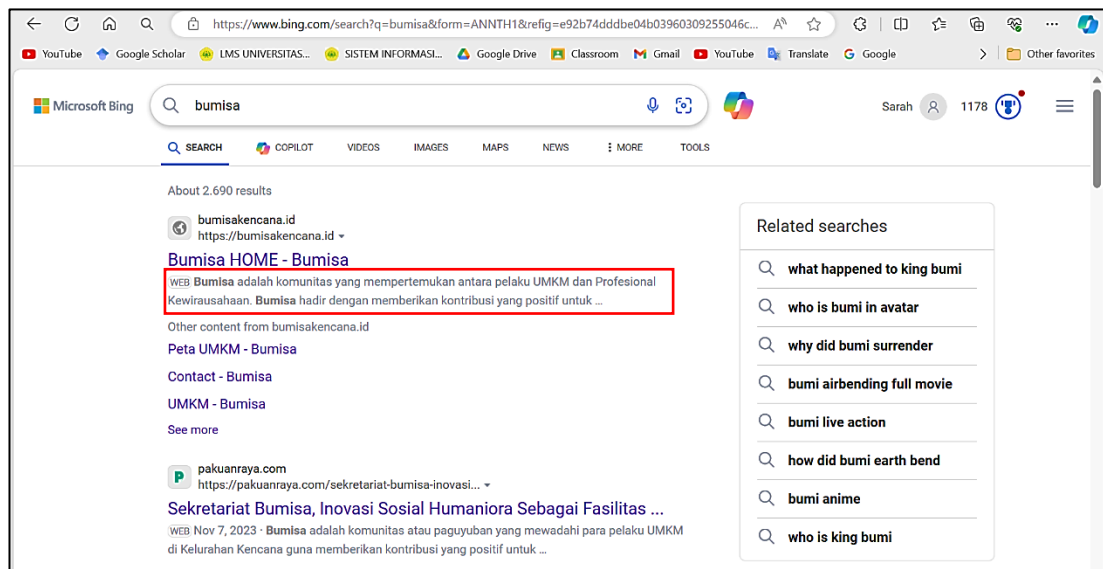 https://www.bing.com/search?q=bumisa&form=ANNTH1&refig=e92b74dddbe04b03960309255046c...
YouTube Google Scholar LMS UNIVERSITAS... SISTEM INFORMASI... Google Drive Classroom Gmail YouTube Translate Google Other favorites
Microsoft Bing bumisa Sarah 1178
SEARCH COPILOT VIDEOS IMAGES MAPS NEWS MORE TOOLS
About 2.690 results
bumisakencana.id
https://bumisakencana.id
Bumisa HOME - Bumisa
WEB Bumisa adalah komunitas yang mempertemukan antara pelaku UMKM dan Profesional
Kewirausahaan. Bumisa hadir dengan memberikan kontribusi yang positif untuk ...
Other content from bumisakencana.id
Peta UMKM - Bumisa
Contact - Bumisa
UMKM - Bumisa
See more
pakuanraya.com
https://pakuanraya.com/sekretariat-bumisa-inovasi...
Sekretariat Bumisa, Inovasi Sosial Humaniora Sebagai Fasilitas ...
WEB Nov 7, 2023 · Bumisa adalah komunitas atau paguyuban yang mewadahi para pelaku UMKM
di Kelurahan Kencana guna memberikan kontribusi yang positif untuk ...
Related searches
what happened to king bumi
who is bumi in avatar
why did bumi surrender
bumi airbending full movie
bumi live action
how did bumi earth bend
bumi anime
who is king bumi